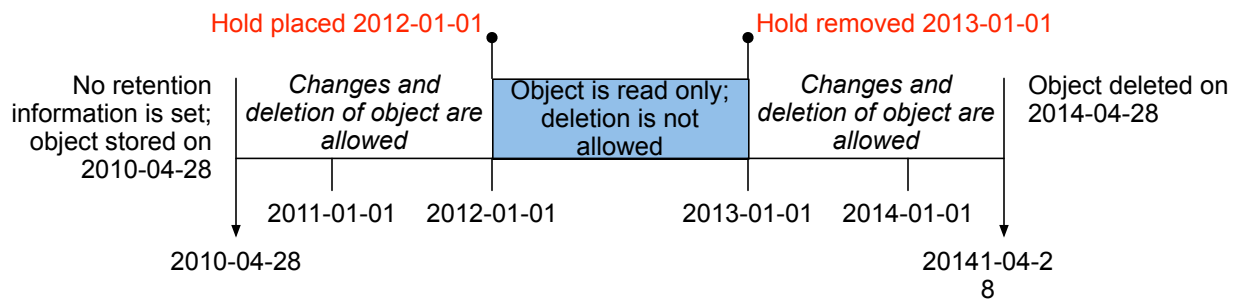 Hold placed 2012-01-01
Hold removed 2013-01-01
No retention
information is set;
object stored on
2010-04-28
Changes and
deletion of object are
allowed
Object is read only;
deletion is not
allowed
Changes and
deletion of object are
allowed
Object deleted on
2014-04-28
2011-01-01
2012-01-01
2013-01-01
2014-01-01
2010-04-28
20141-04-2
8